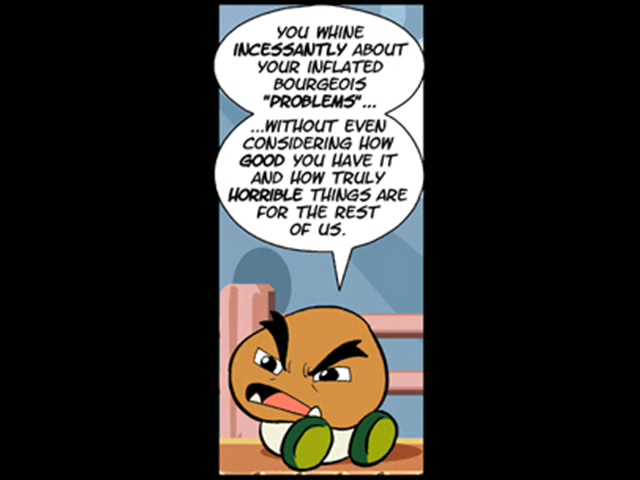 YOU WHINE
INCESSANTLY ABOUT
YOUR INFLATED
BOURGEOIS
"PROBLEMS"...
...WITHOUT EVEN
CONSIDERING HOW
GOOD YOU HAVE IT
AND HOW TRULY
HORRIBLE THINGS ARE
FOR THE REST
OF US.